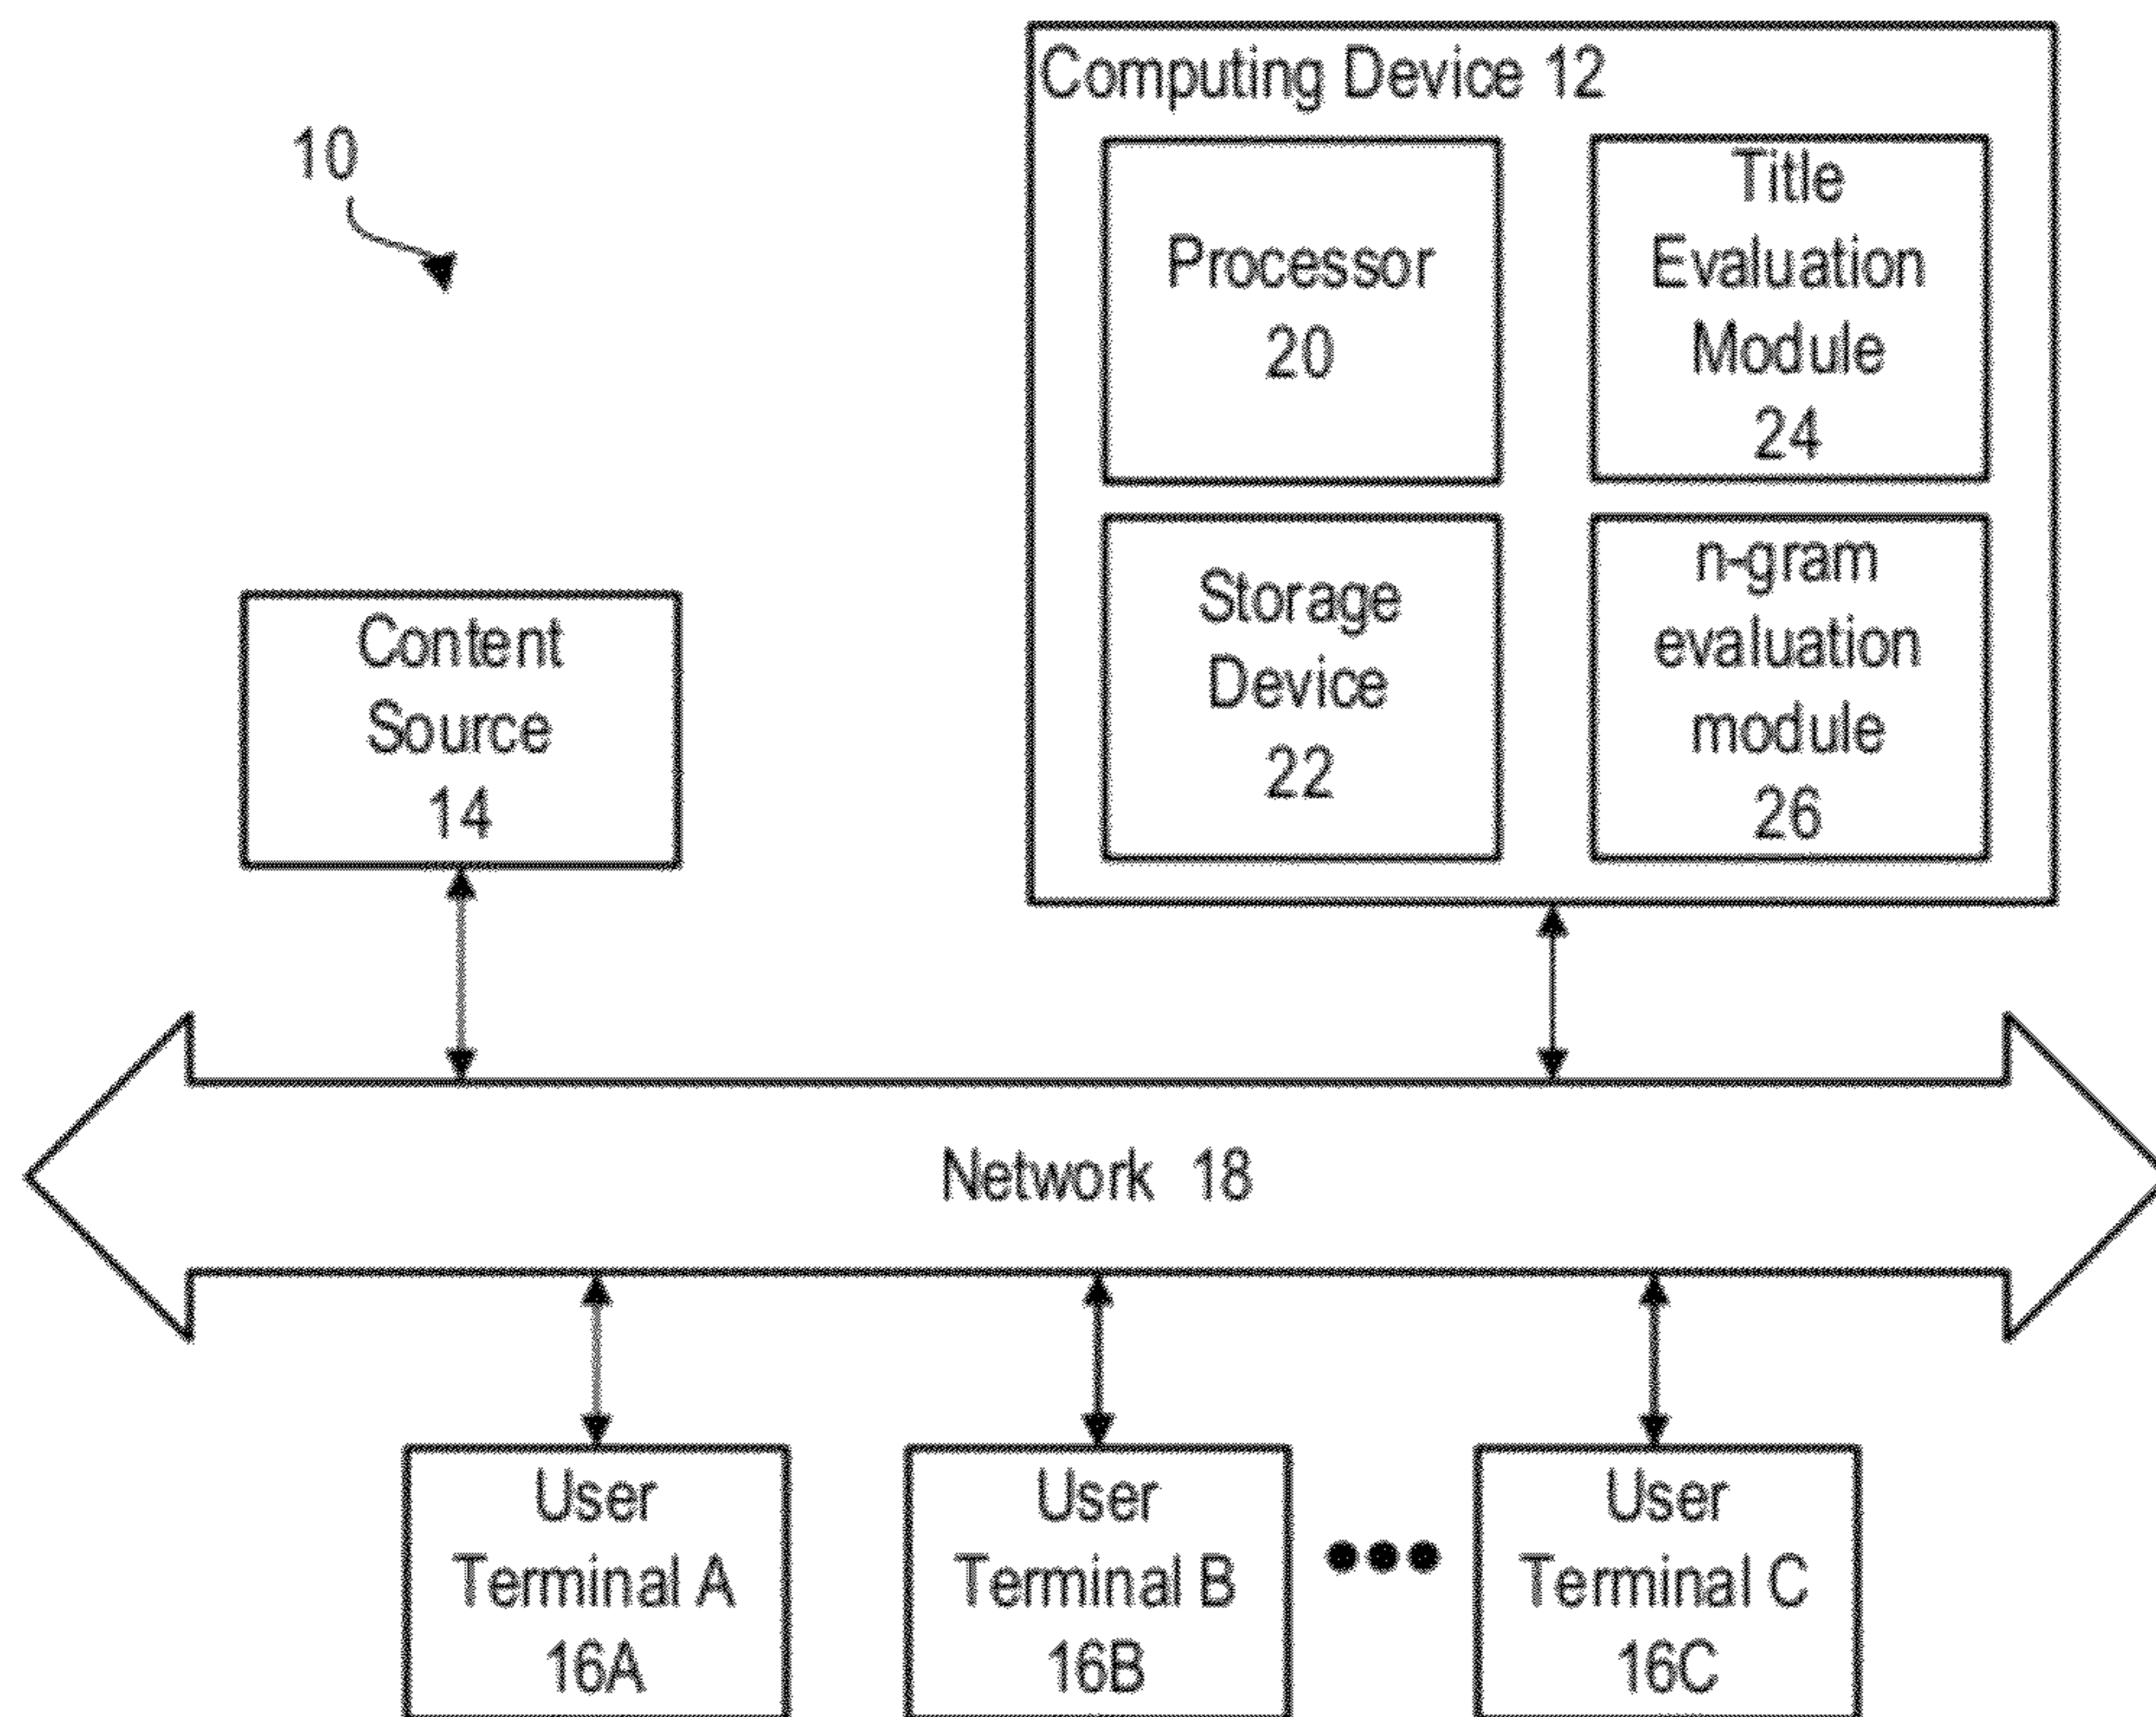 10
Computing Device 12
Processor
20
Title
Evaluation
Module
24
Storage
Device
22
n-gram
evaluation
module
26
Content
Source
14
Network 18
User
Terminal A
16A
User
Terminal B
16B
User
Terminal C
16C